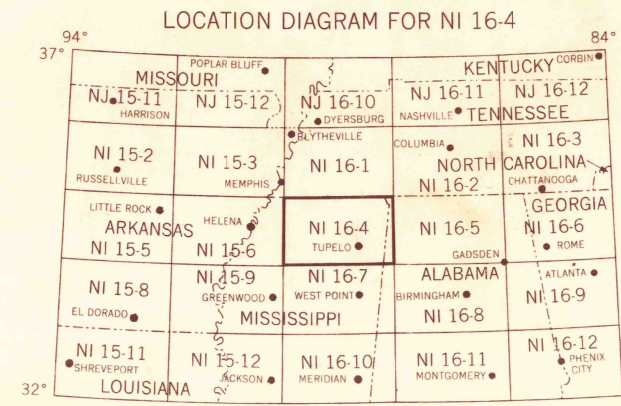 LOCATION DIAGRAM FOR NI 16-4
94° 84°
37°
POPLAR BLUFF CORBIN
MISSOURI KENTUCKY
NJ 15-11 NJ 15-12 NJ 16-10 NJ 16-11 NJ 16-12
HARRISON DYERSBURG NASHVILLE TENNESSEE
BLYTHEVILLE
COLUMBIA NI 16-3
NI 15-2 NI 15-3 NI 16-1 NORTH CAROLINA
RUSSELLVILLE MEMPHIS NI 16-2 CHATTANOOGA
LITTLE ROCK HELENA NI 16-4 NI 16-5 GEORGIA
ARKANSAS NI 16-6
NI 15-5 NI 15-6 TUPELO GADSDEN ROME
NI 15-9 NI 16-7 ALABAMA ATLANTA
NI 15-8 GREENWOOD WEST POINT BIRMINGHAM NI 16-9
EL DORADO MISSISSIPPI NI 16-8
NI 15-11 NI 15-12 NI 16-10 NI 16-11 NI 16-12
SHREVEPORT JACKSON MERIDIAN MONTGOMERY PHENIX
CITY
32° LOUISIANA